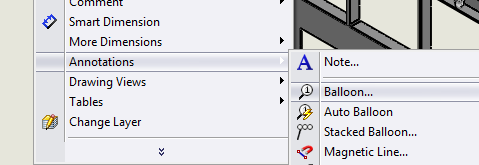 Comment
Smart Dimension
More Dimensions
Annotations
Drawing Views
Tables
Change Layer
A Note...
Balloon...
Auto Balloon
Stacked Balloon...
Magnetic Line...